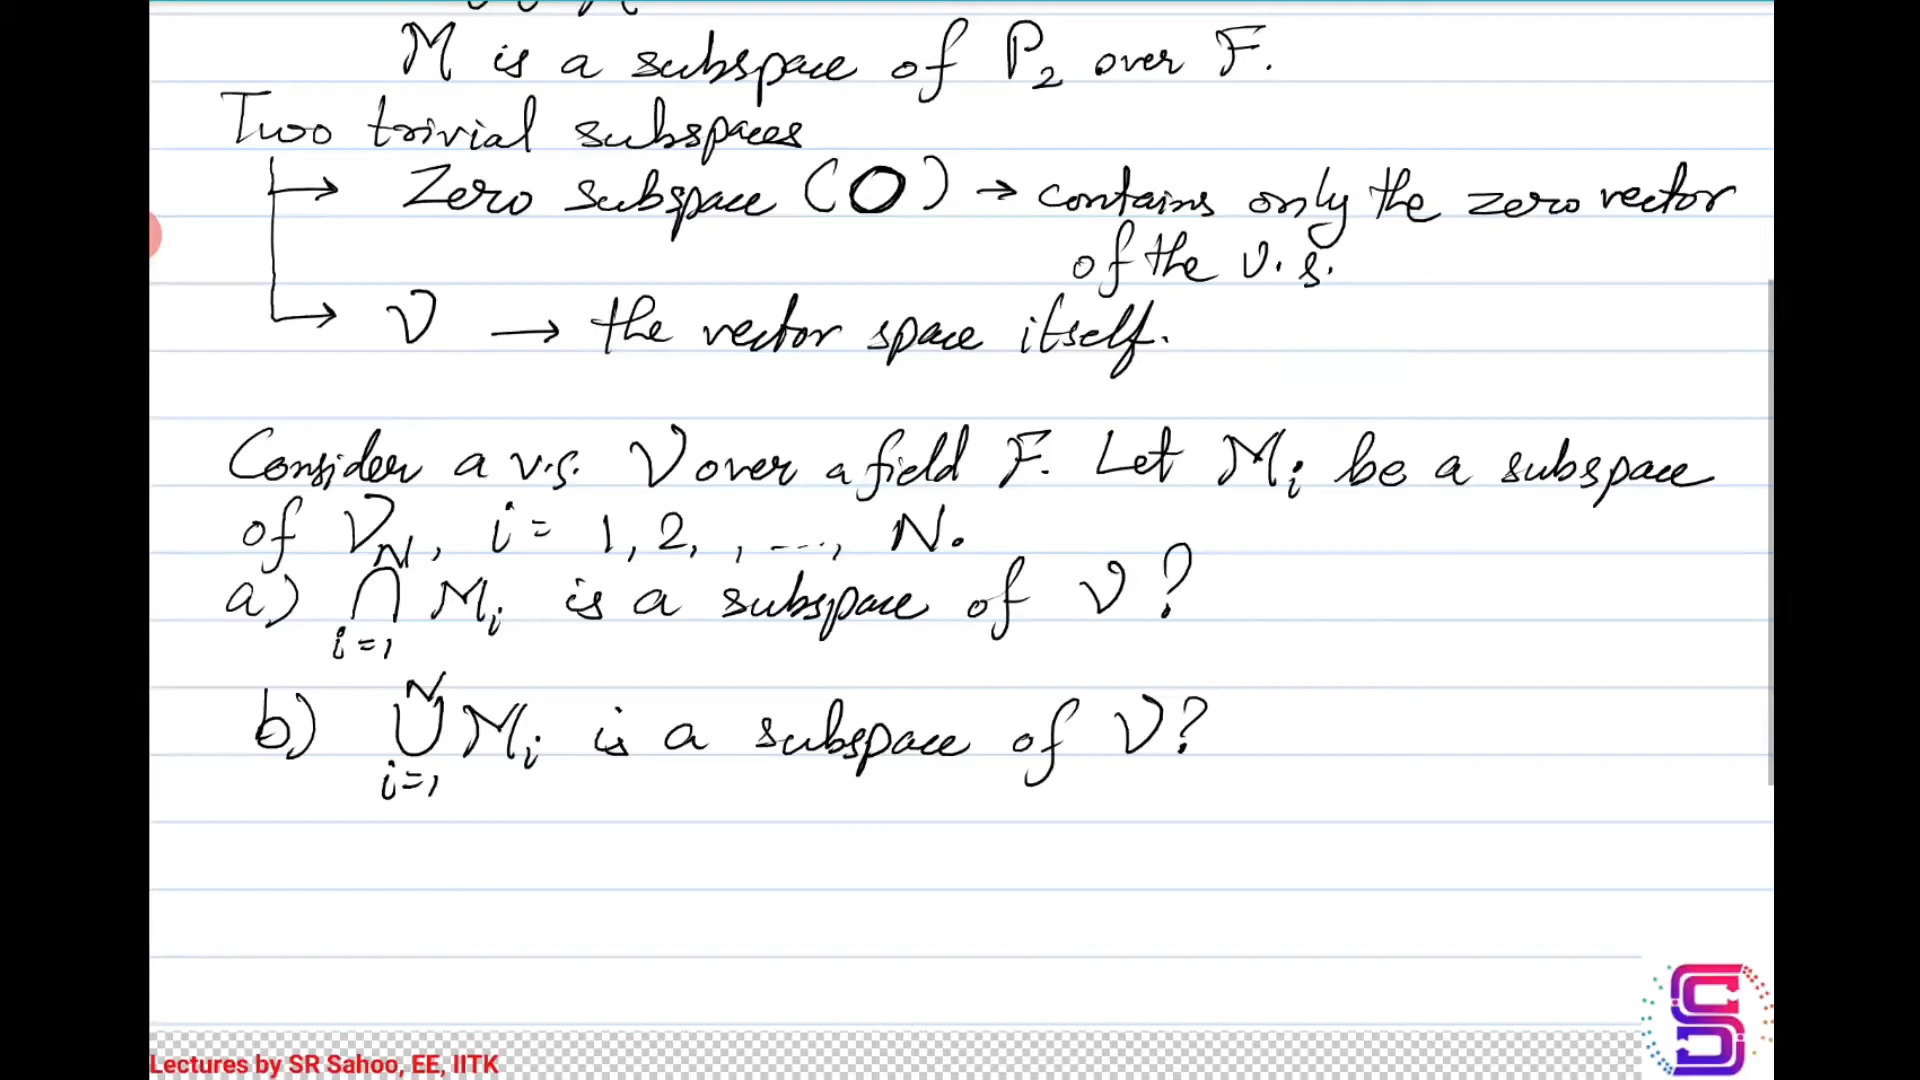 M is a subspace of P₂ over F.
Two trivial subspaces
→ Zero subspace (O) → contains only the zero vector
of the v.s.
→ V → the vector space itself.
Consider a v.s. V over a field F. Let Mᵢ be a subspace
of V, i = 1, 2, , ..., N.
a) ⋂ᵢ₌₁ᴺ Mᵢ is a subspace of V?
b) ⋃ᵢ₌₁ᴺ Mᵢ is a subspace of V?
Lectures by SR Sahoo, EE, IITK